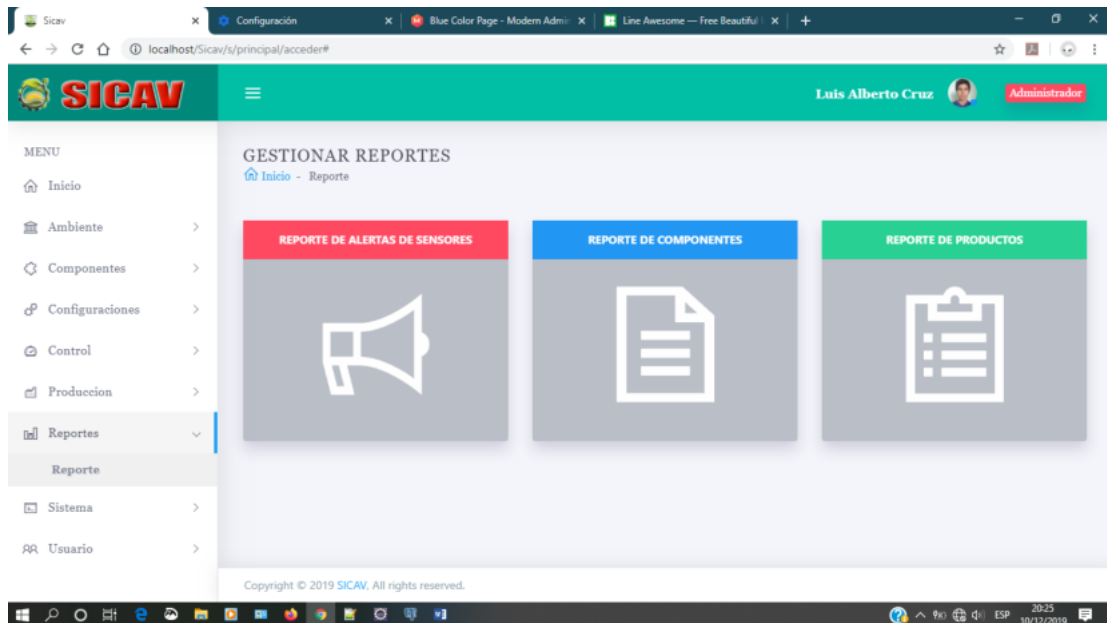 Sicav
Configuración
Blue Color Page - Modern Admi
Line Awesome — Free Beautiful
localhost/Sicav/s/principal/acceder#
SICAV
Luis Alberto Cruz
Administrador
MENU
Inicio
Ambiente
Componentes
Configuraciones
Control
Produccion
Reportes
Reporte
Sistema
Usuario
GESTIONAR REPORTES
Inicio - Reporte
REPORTE DE ALERTAS DE SENSORES
REPORTE DE COMPONENTES
REPORTE DE PRODUCTOS
Copyright © 2019 SICAV, All rights reserved.
ESP
20:25
10/12/2019